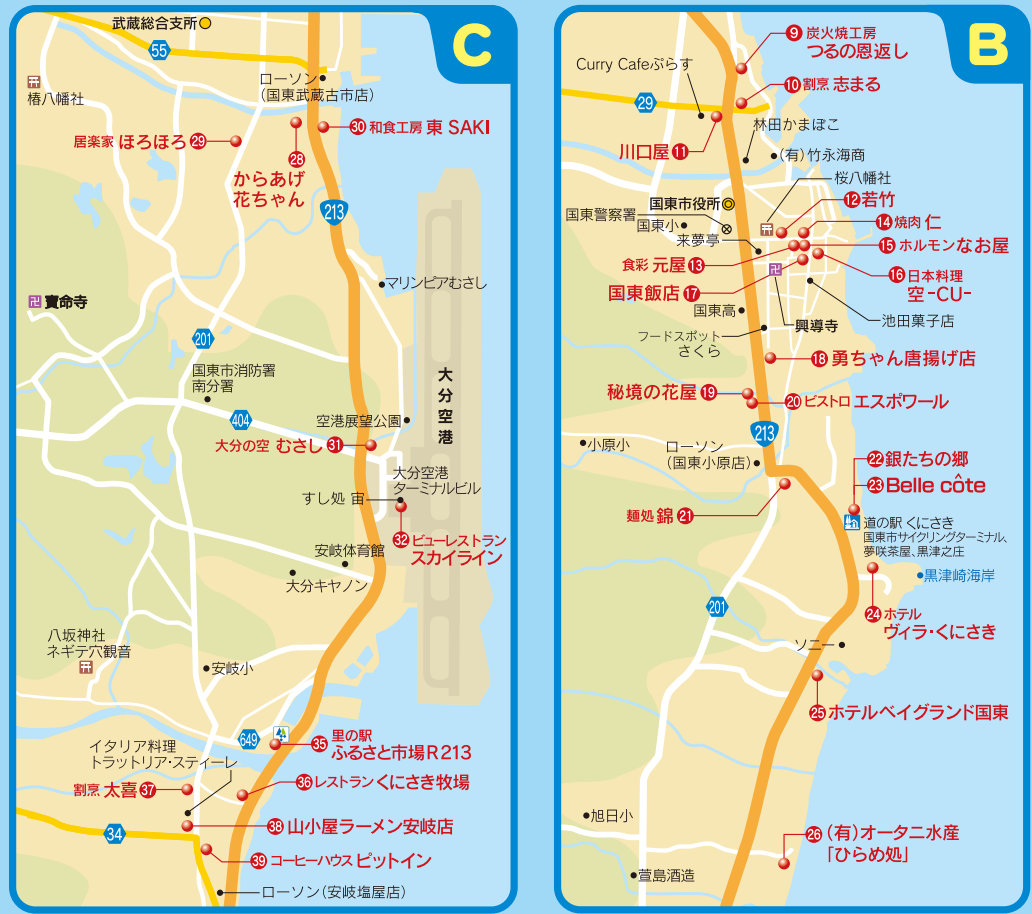 C
武蔵総合支所
55
椿八幡社
ローソン
(国東武蔵古市店)
居楽家 ほろほろ 29
28
からあげ
花ちゃん
30 和食工房 東 SAKI
213
マリンピアむさし
寶命寺
201
国東市消防署
南分署
404
空港展望公園
大分空港
大分の空 むさし 31
大分空港
ターミナルビル
すし処 宙
32 ビューレストラン
スカイライン
安岐体育館
大分キヤノン
八坂神社
ネギテ穴観音
安岐小
649
35 里の駅
ふるさと市場R213
イタリア料理
トラットリア・スティーレ
36 レストラン くにさき牧場
割烹 太喜 37
34
38 山小屋ラーメン安岐店
39 コーヒーハウス ピットイン
ローソン(安岐塩屋店)
B
9 炭火焼工房
つるの恩返し
Curry Cafeぷらす
10 割烹 志まる
29
林田かまぼこ
川口屋 11
(有)竹永海商
桜八幡社
国東市役所
12 若竹
国東警察署
国東小
14 焼肉 仁
来夢亭
15 ホルモン なお屋
食彩 元屋 13
16 日本料理
空-CU-
国東飯店 17
国東高
池田菓子店
興導寺
フードスポット
さくら
18 勇ちゃん唐揚げ店
秘境の花屋 19
20 ビストロ エスポワール
213
小原小
ローソン
(国東小原店)
22 銀たちの郷
23 Belle côte
麺処 錦 21
道の駅 くにさき
国東市サイクリングターミナル、
夢咲茶屋、黒津之庄
黒津崎海岸
201
24 ホテル
ヴィラ・くにさき
ソニー
25 ホテルベイグランド国東
旭日小
26 (有)オータニ水産
「ひらめ処」
萱島酒造